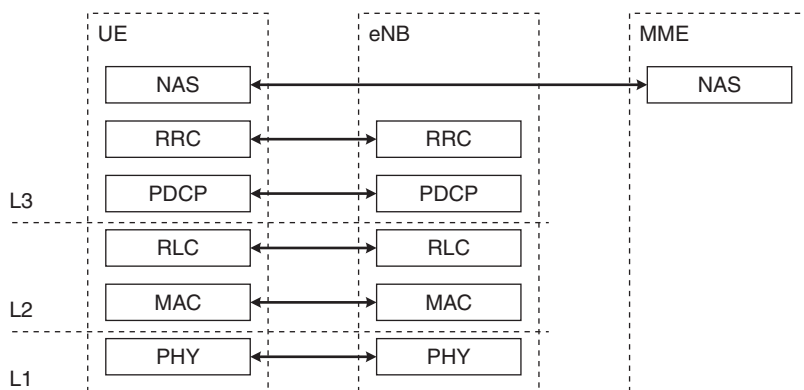 UE eNB MME
NAS NAS
RRC RRC
PDCP PDCP
L3
RLC RLC
MAC MAC
L2
PHY PHY
L1